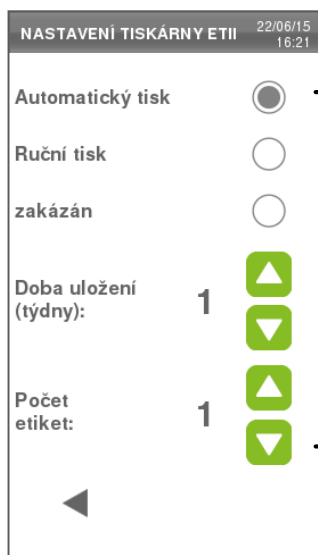 NASTAVENÍ TISKÁRNY ETII 22/06/15
16:21
Automatický tisk
Ruční tisk
zakázán
Doba uložení
(týdny): 1
Počet
etiket: 1